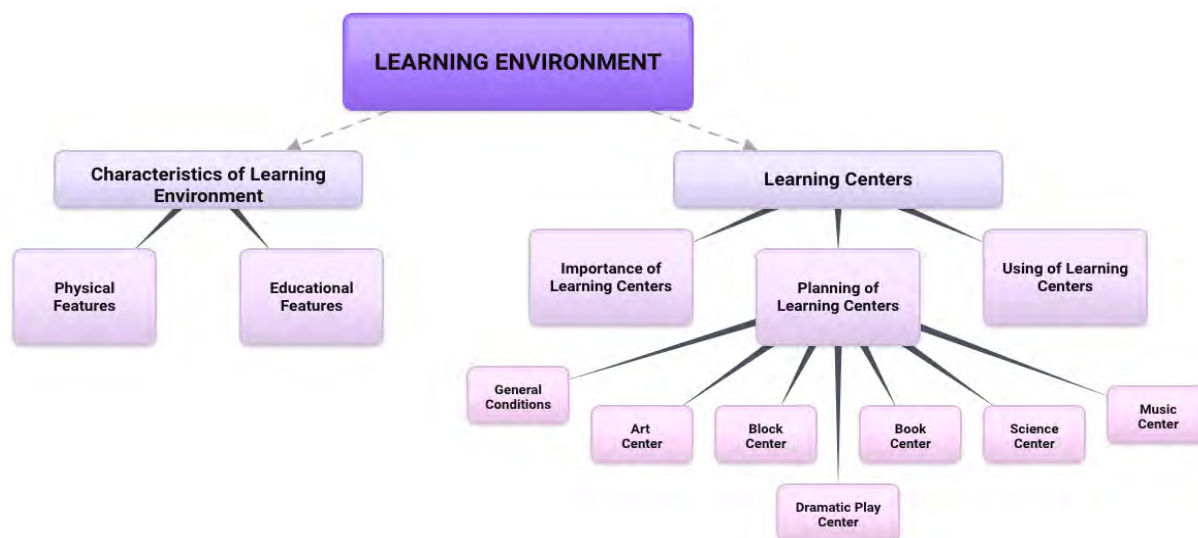 LEARNING ENVIRONMENT
Characteristics of Learning
Environment
Learning Centers
Physical
Features
Educational
Features
Importance of
Learning Centers
Planning of
Learning Centers
Using of Learning
Centers
General
Conditions
Art
Center
Block
Center
Book
Center
Science
Center
Music
Center
Dramatic Play
Center